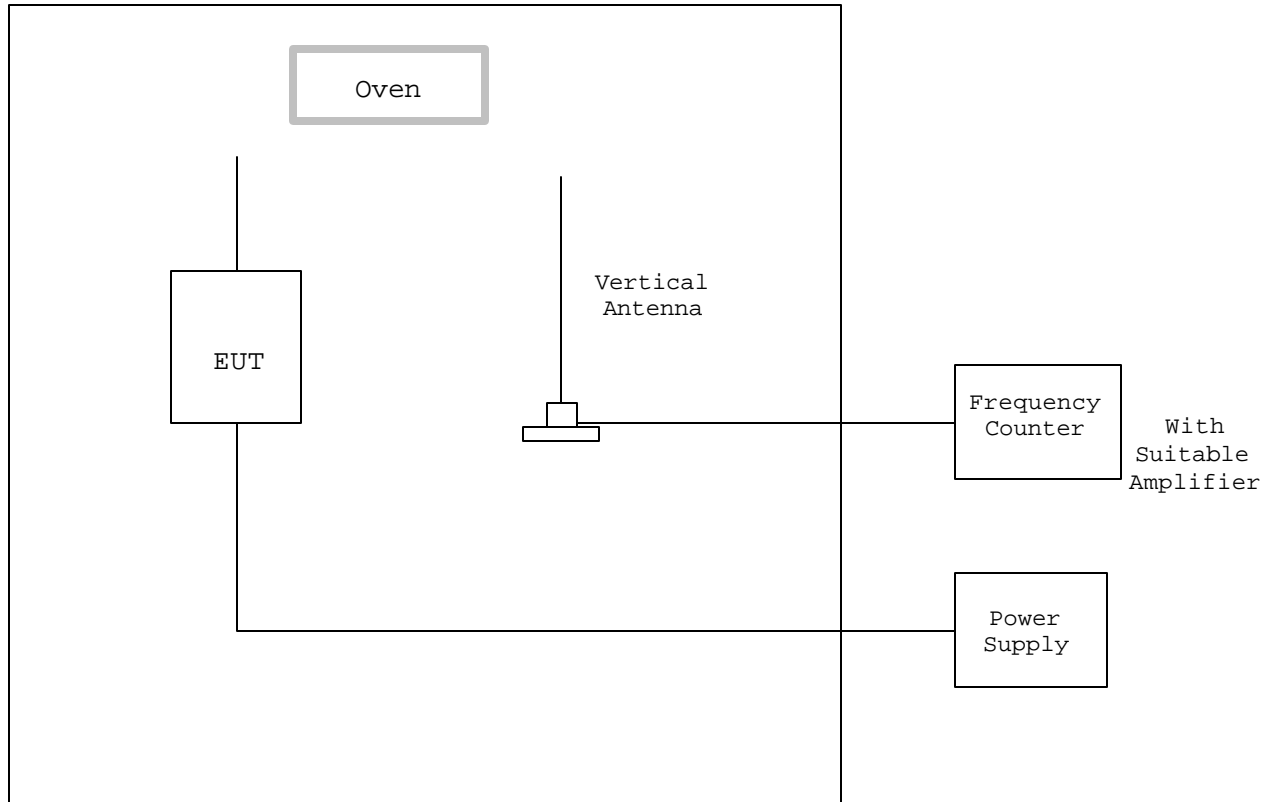 Oven
Vertical
Antenna
EUT
Frequency
Counter
With
Suitable
Amplifier
Power
Supply